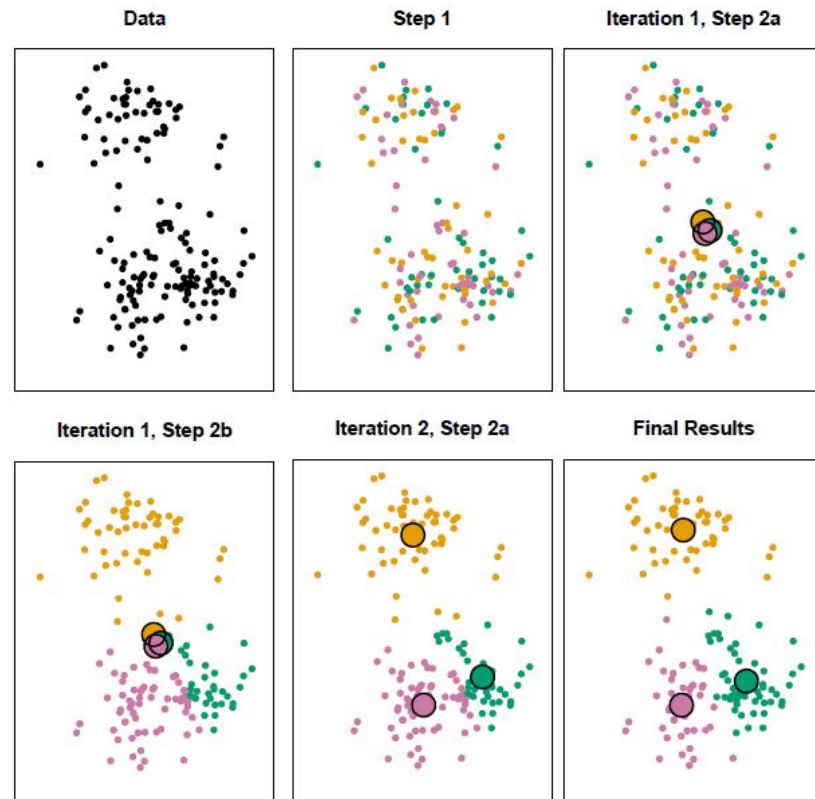 Data
Step 1
Iteration 1, Step 2a
Iteration 1, Step 2b
Iteration 2, Step 2a
Final Results